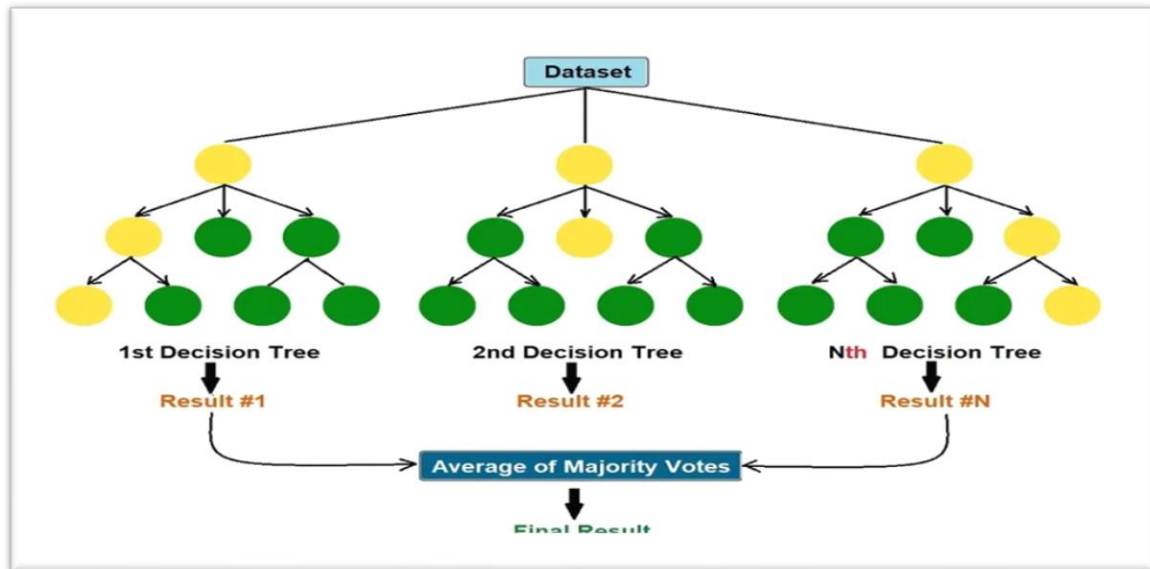 Dataset
1st Decision Tree
2nd Decision Tree
Nth Decision Tree
Result #1
Result #2
Result #N
Average of Majority Votes
Final Result